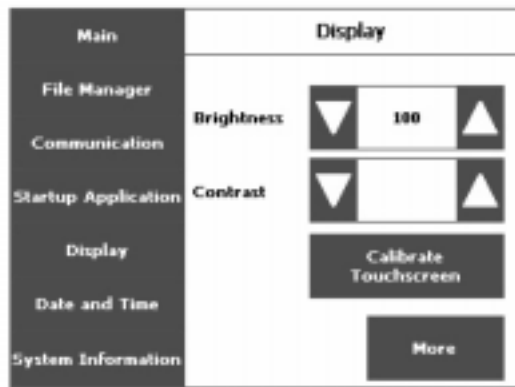 Main
File Manager
Communication
Startup Application
Display
Date and Time
System Information
Display
Brightness
100
Contrast
Calibrate
Touchscreen
More